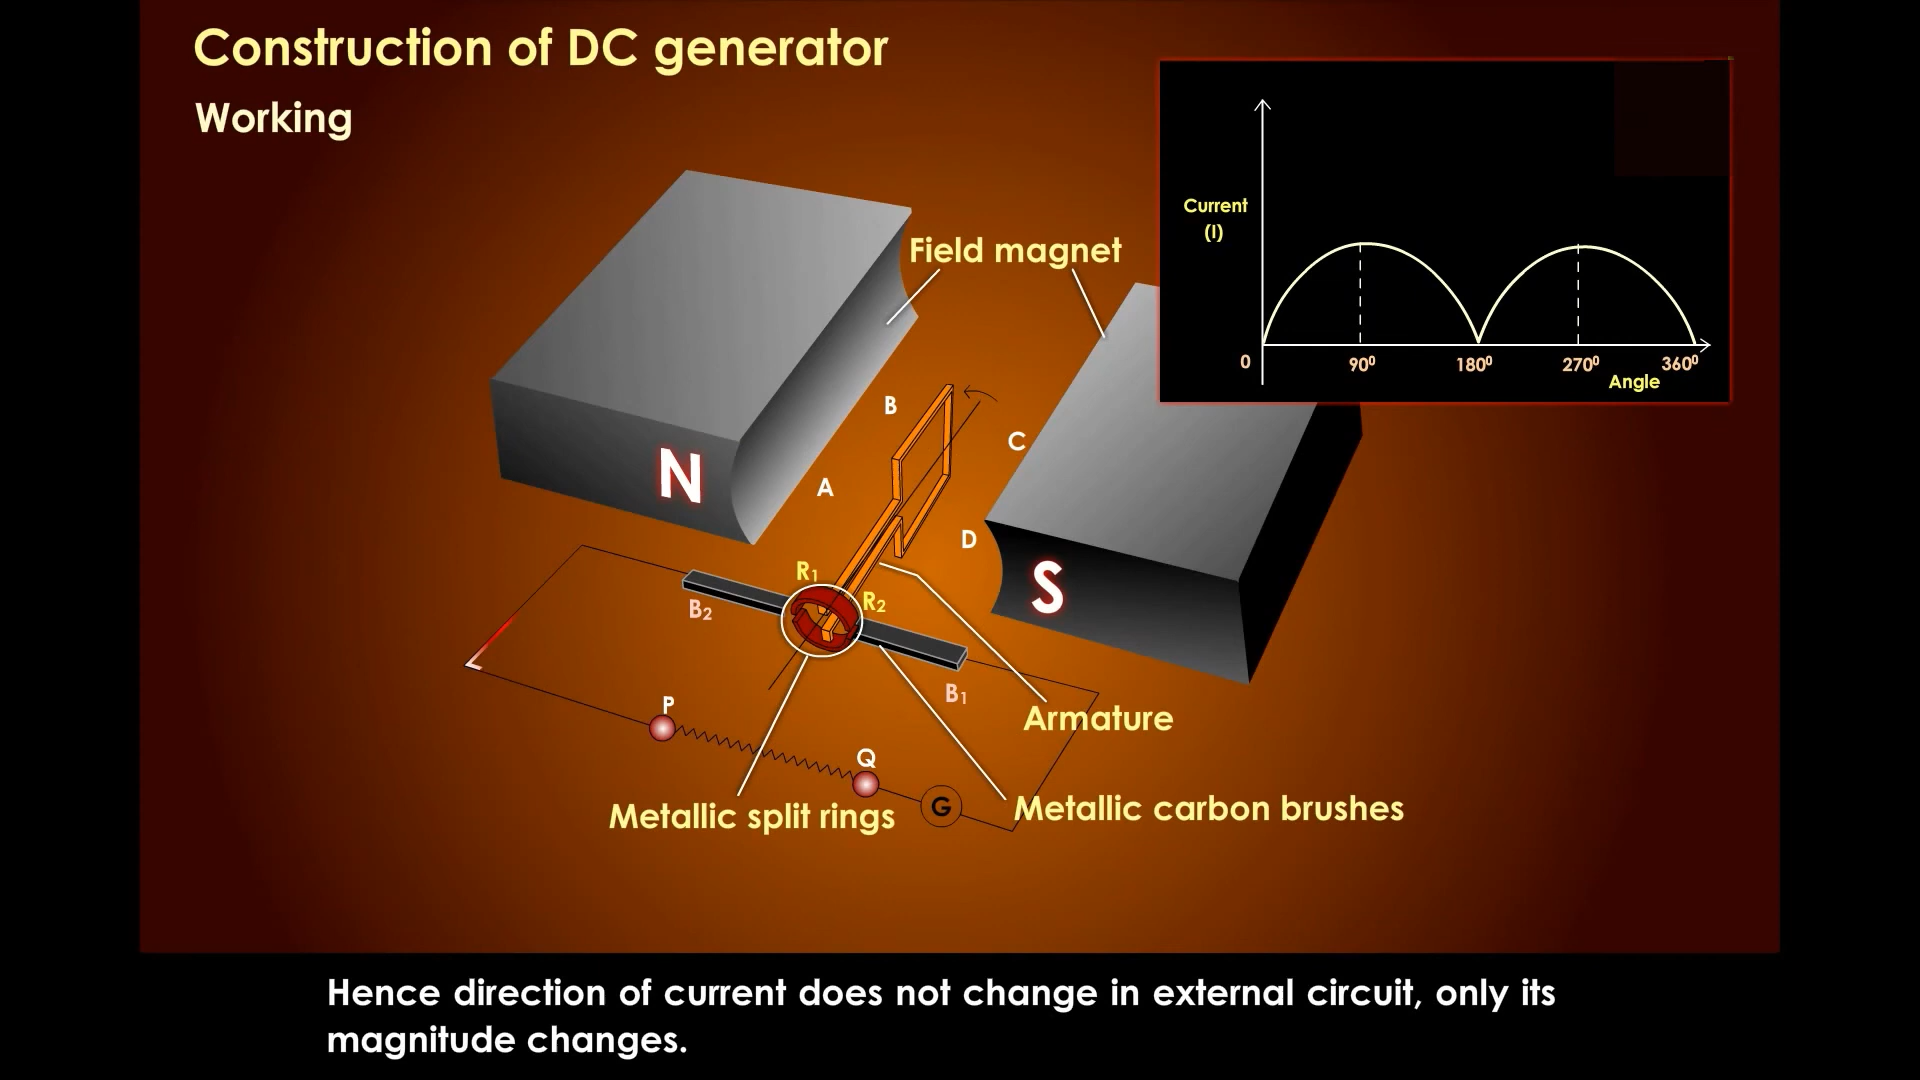 Construction of DC generator
Working
Field magnet
Current
(I)
0
90⁰
180⁰
270⁰
360⁰
Angle
B
C
A
N
D
S
R₁
R₂
B₂
B₁
P
Armature
Q
G
Metallic split rings
Metallic carbon brushes
Hence direction of current does not change in external circuit, only its
magnitude changes.